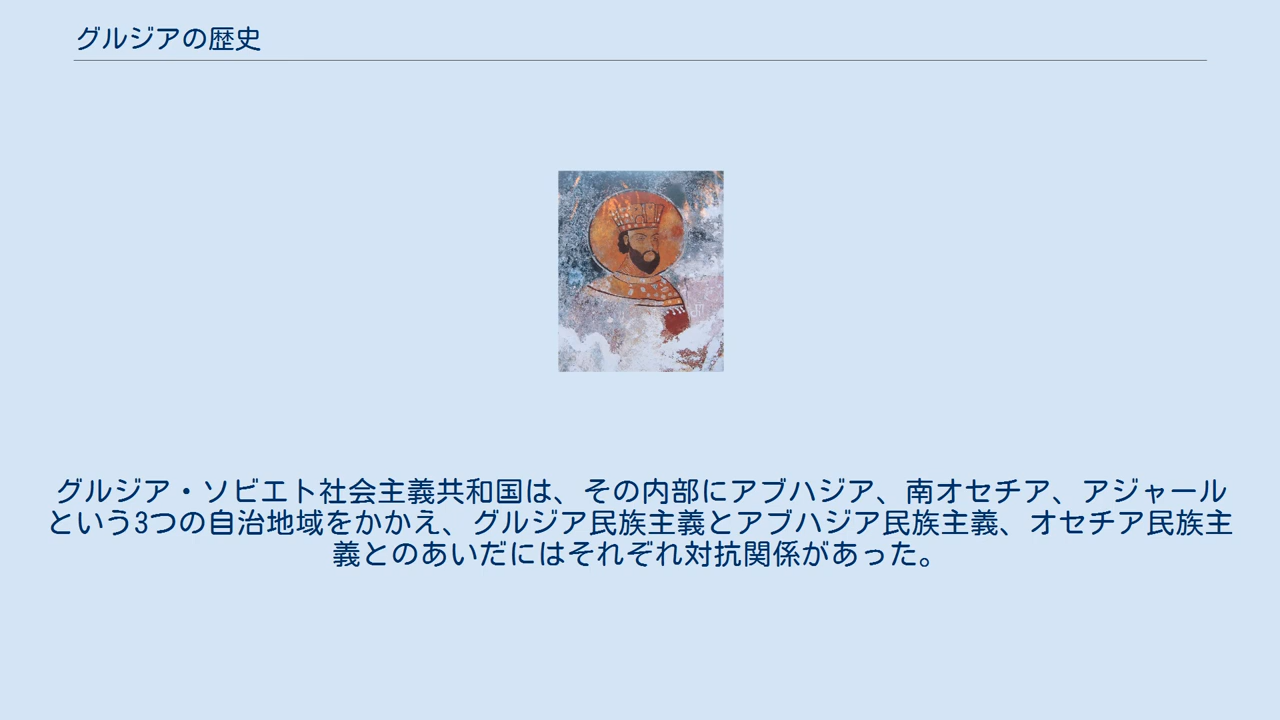 グルジアの歴史
グルジア・ソビエト社会主義共和国は、その内部にアブハジア、南オセチア、アジャール
という3つの自治地域をかかえ、グルジア民族主義とアブハジア民族主義、オセチア民族主
義とのあいだにはそれぞれ対抗関係があった。